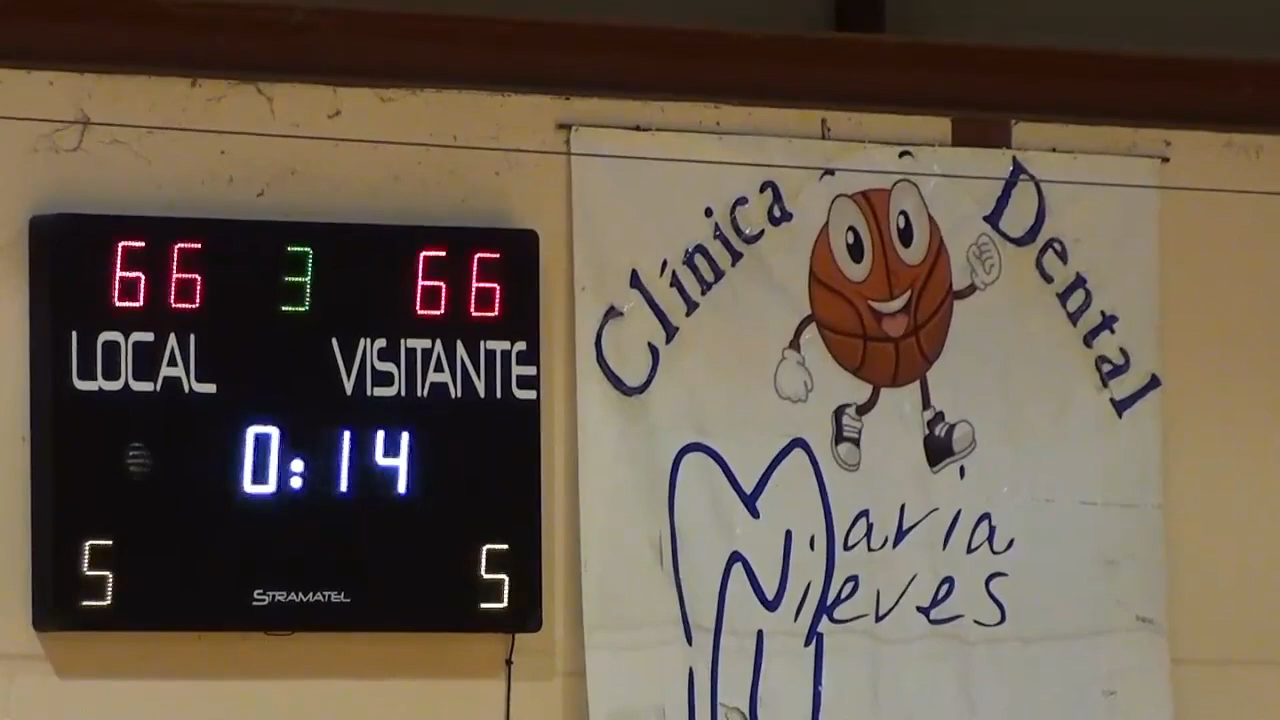 66 3 66
LOCAL VISITANTE
0:14
5 5
STRAMATEL
Clínica Dental
Maria
Nieves